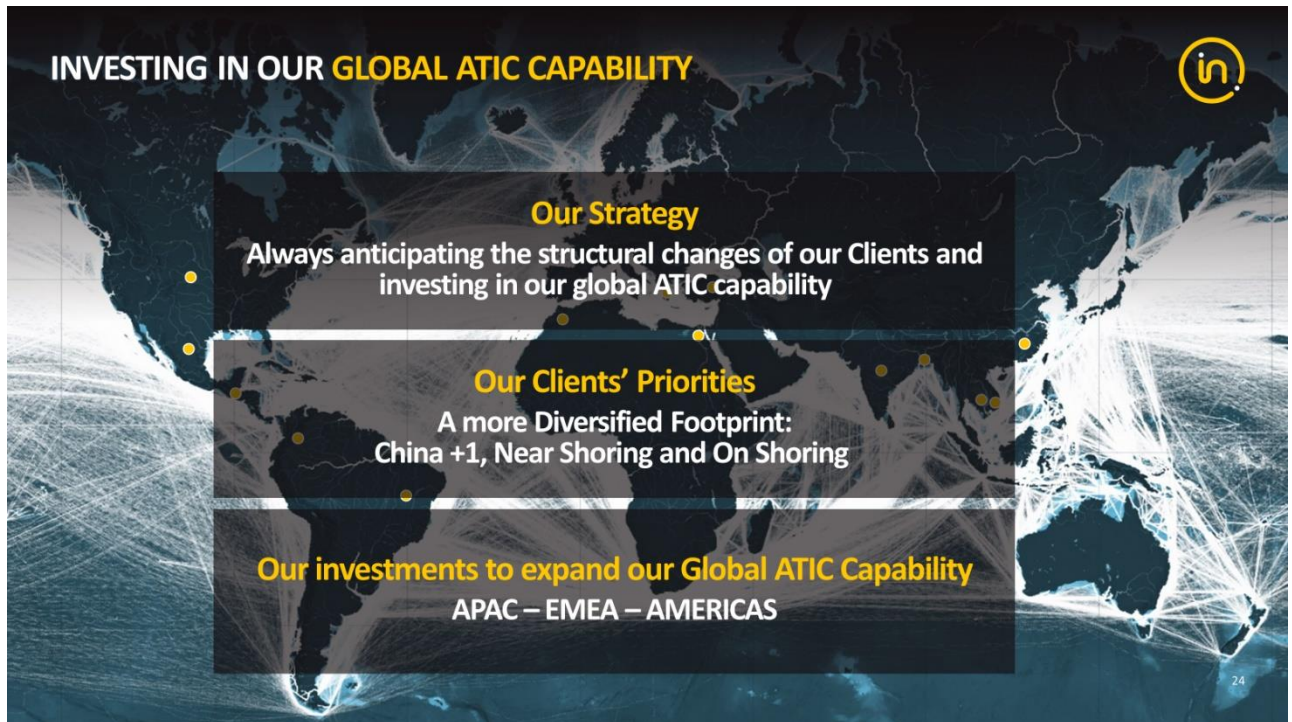 INVESTING IN OUR GLOBAL ATIC CAPABILITY
in
Our Strategy
Always anticipating the structural changes of our Clients and
investing in our global ATIC capability
Our Clients’ Priorities
A more Diversified Footprint:
China +1, Near Shoring and On Shoring
Our investments to expand our Global ATIC Capability
APAC – EMEA – AMERICAS
24